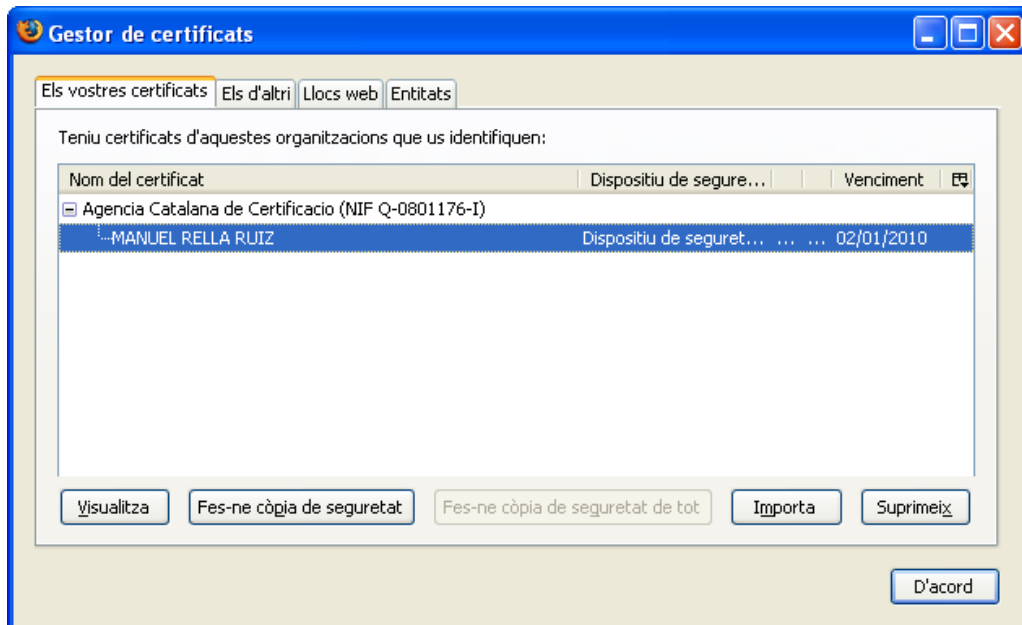 Gestor de certificats
Els vostres certificats Els d'altri Llocs web Entitats
Teniu certificats d'aquestes organitzacions que us identifiquen:
Nom del certificat Dispositiu de segure... Venciment
Agencia Catalana de Certificacio (NIF Q-0801176-I)
MANUEL RELLA RUIZ Dispositiu de seguret... ... ... 02/01/2010
Visualitza Fes-ne còpia de seguretat Fes-ne còpia de seguretat de tot Importa Suprimeix
D'acord